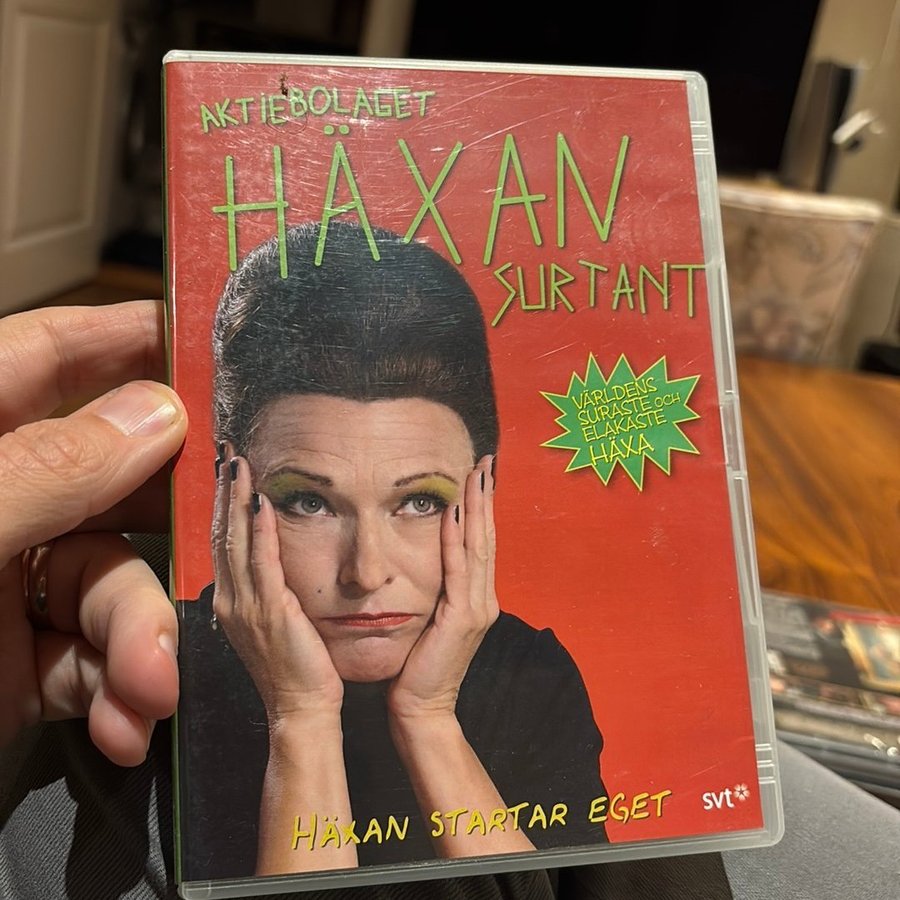 AKTIEBOLAGET
HÄXAN
SURTANT
VÄRLDENS
SURASTE OCH
ELAKASTE
HÄXA
HÄXAN STARTAR EGET
svt